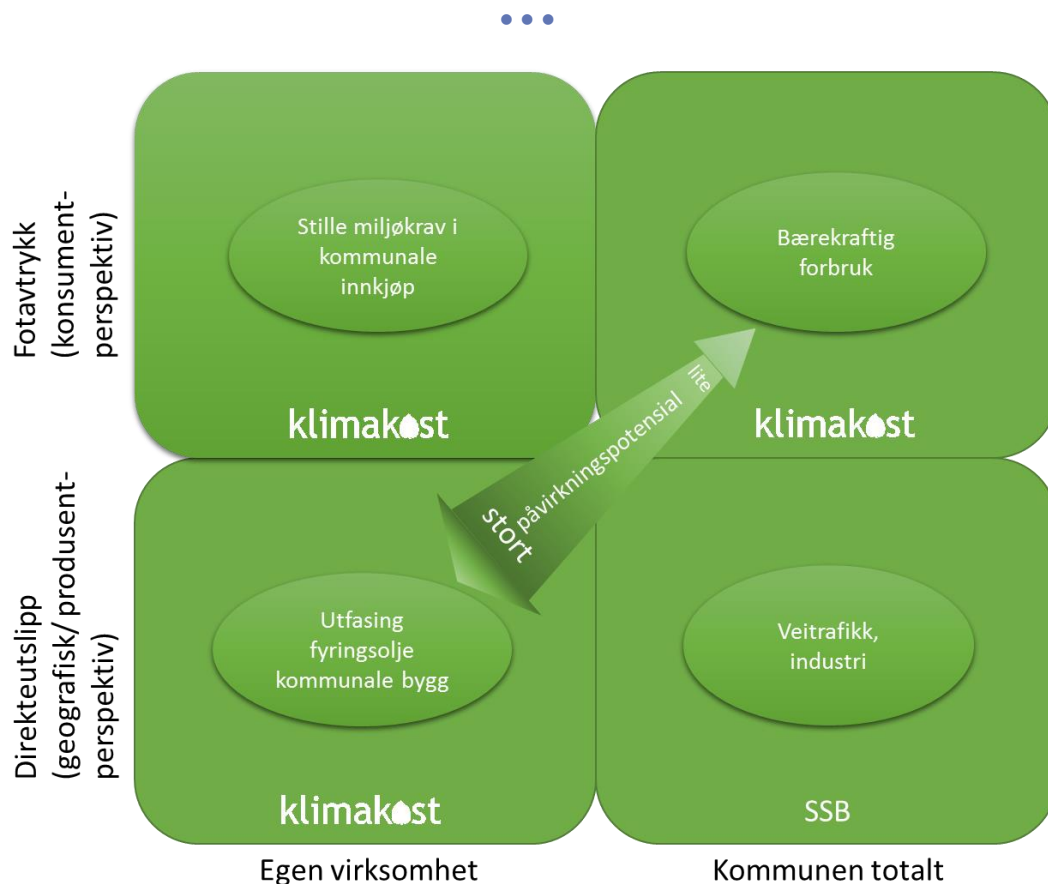 Fotavtrykk
(konsument-
perspektiv)
Stille miljøkrav i
kommunale
innkjøp
klimakost
Bærekraftig
forbruk
klimakost
lite
påvirkningspotensial
stort
Direkteutslipp
(geografisk/ produsent-
perspektiv)
Utfasing
fyringsolje
kommunale bygg
klimakost
Veitrafikk,
industri
SSB
Egen virksomhet
Kommunen totalt